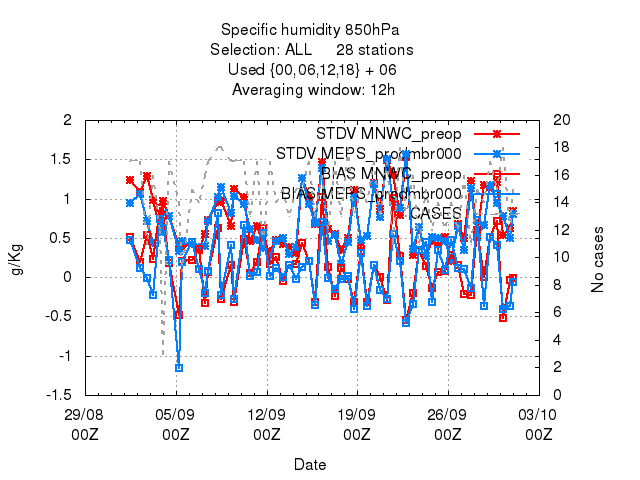 Specific humidity 850hPa
Selection: ALL 28 stations
Used {00,06,12,18} + 06
Averaging window: 12h
STDV MNWC_preop
STDV MEPS_prodmbr000
BIAS MNWC_preop
BIAS MEPS_prodmbr000
CASES
2
1.5
1
0.5
0
-0.5
-1
-1.5
g/Kg
20
18
16
14
12
10
8
6
4
2
0
No cases
29/08 05/09 12/09 19/09 26/09 03/10
00Z 00Z 00Z 00Z 00Z 00Z
Date